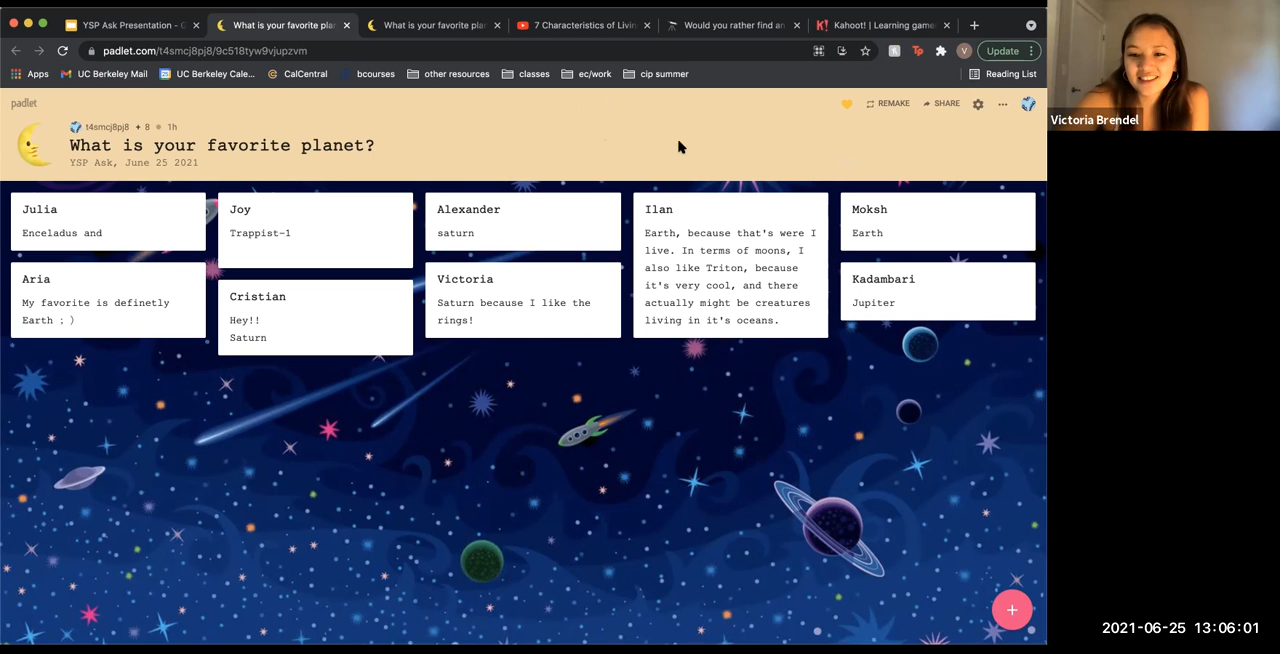 YSP Ask Presentation - G
What is your favorite plan
What is your favorite plan
7 Characteristics of Livin
Would you rather find an
Kahoot! | Learning game
padlet.com/t4smcj8pj8/9c518tyw9vjupzvm
Update
Apps
UC Berkeley Mail
UC Berkeley Cale...
CalCentral
bcourses
other resources
classes
ec/work
cip summer
Reading List
padlet
REMAKE
SHARE
t4smcj8pj8 + 8 1h
What is your favorite planet?
YSP Ask, June 25 2021
Julia
Enceladus and
Aria
My favorite is definetly
Earth ; )
Joy
Trappist-1
Cristian
Hey!!
Saturn
Alexander
saturn
Victoria
Saturn because I like the
rings!
Ilan
Earth, because that's were I
live. In terms of moons, I
also like Triton, because
it's very cool, and there
actually might be creatures
living in it's oceans.
Moksh
Earth
Kadambari
Jupiter
Victoria Brendel
2021-06-25 13:06:01